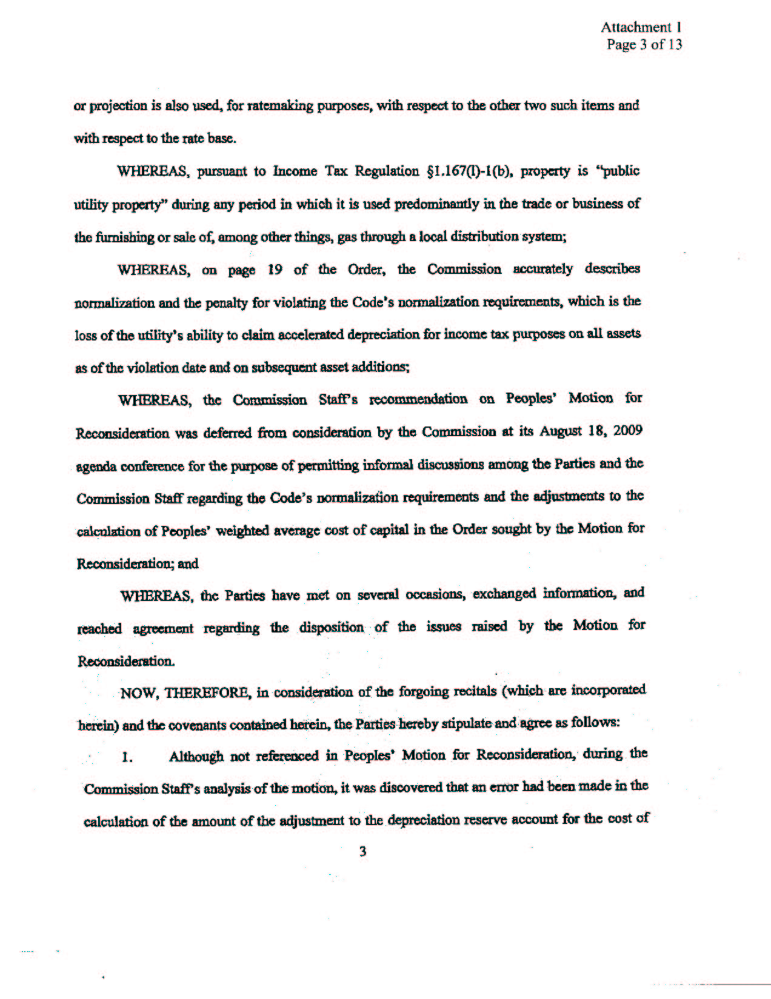 Attachment 1
Page 3 of 13
or projection is also used, for ratemaking purposes, with respect to the other two such items and
with respect to the rate base.
WHEREAS, pursuant to Income Tax Regulation §1.167(l)-1(b), property is “public
utility property” during any period in which it is used predominantly in the trade or business of
the furnishing or sale of, among other things, gas through a local distribution system;
WHEREAS, on page 19 of the Order, the Commission accurately describes
normalization and the penalty for violating the Code's normalization requirements, which is the
loss of the utility's ability to claim accelerated depreciation for income tax purposes on all assets
as of the violation date and on subsequent asset additions;
WHEREAS, the Commission Staff's recommendation on Peoples' Motion for
Reconsideration was deferred from consideration by the Commission at its August 18, 2009
agenda conference for the purpose of permitting informal discussions among the Parties and the
Commission Staff regarding the Code's normalization requirements and the adjustments to the
calculation of Peoples' weighted average cost of capital in the Order sought by the Motion for
Reconsideration; and
WHEREAS, the Parties have met on several occasions, exchanged information, and
reached agreement regarding the disposition of the issues raised by the Motion for
Reconsideration.
NOW, THEREFORE, in consideration of the forgoing recitals (which are incorporated
herein) and the covenants contained herein, the Parties hereby stipulate and agree as follows:
1. Although not referenced in Peoples' Motion for Reconsideration, during the
Commission Staff's analysis of the motion, it was discovered that an error had been made in the
calculation of the amount of the adjustment to the depreciation reserve account for the cost of
3